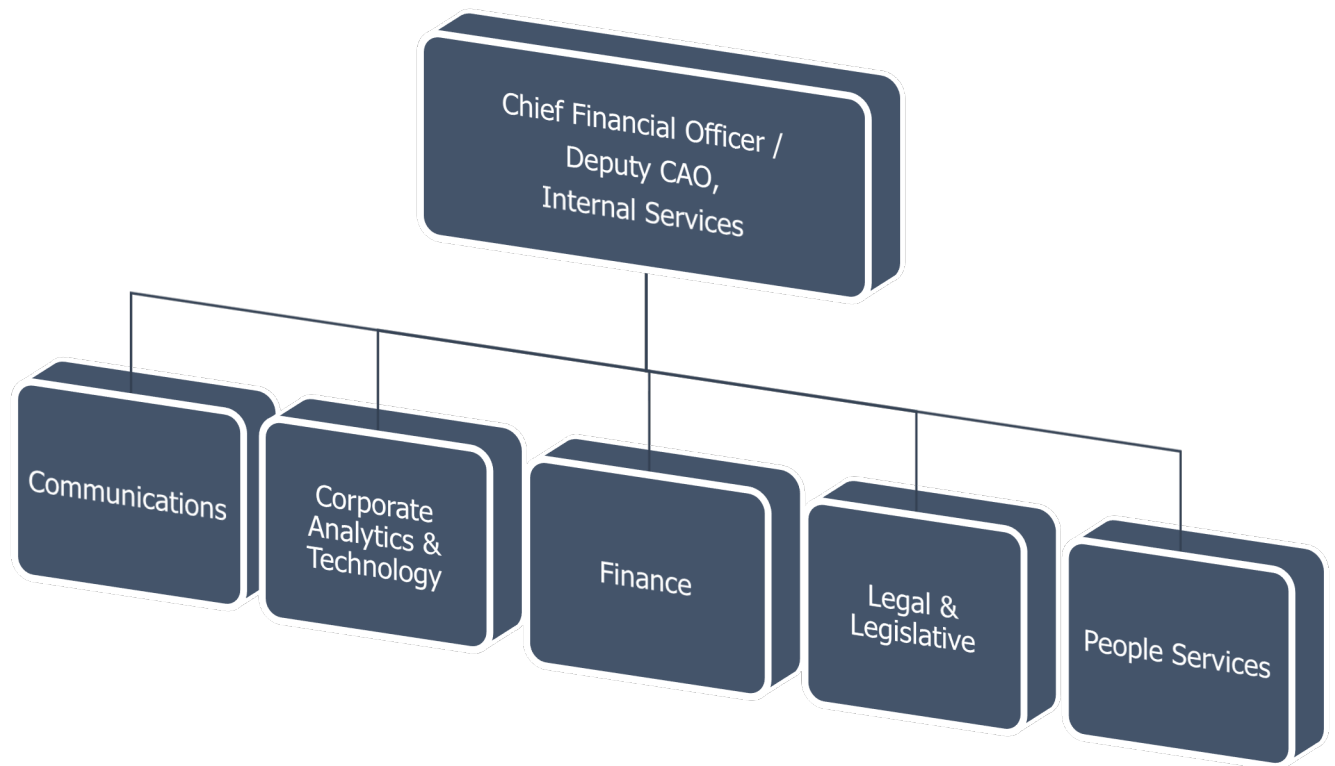 Chief Financial Officer /
Deputy CAO,
Internal Services
Communications
Corporate
Analytics &
Technology
Finance
Legal &
Legislative
People Services